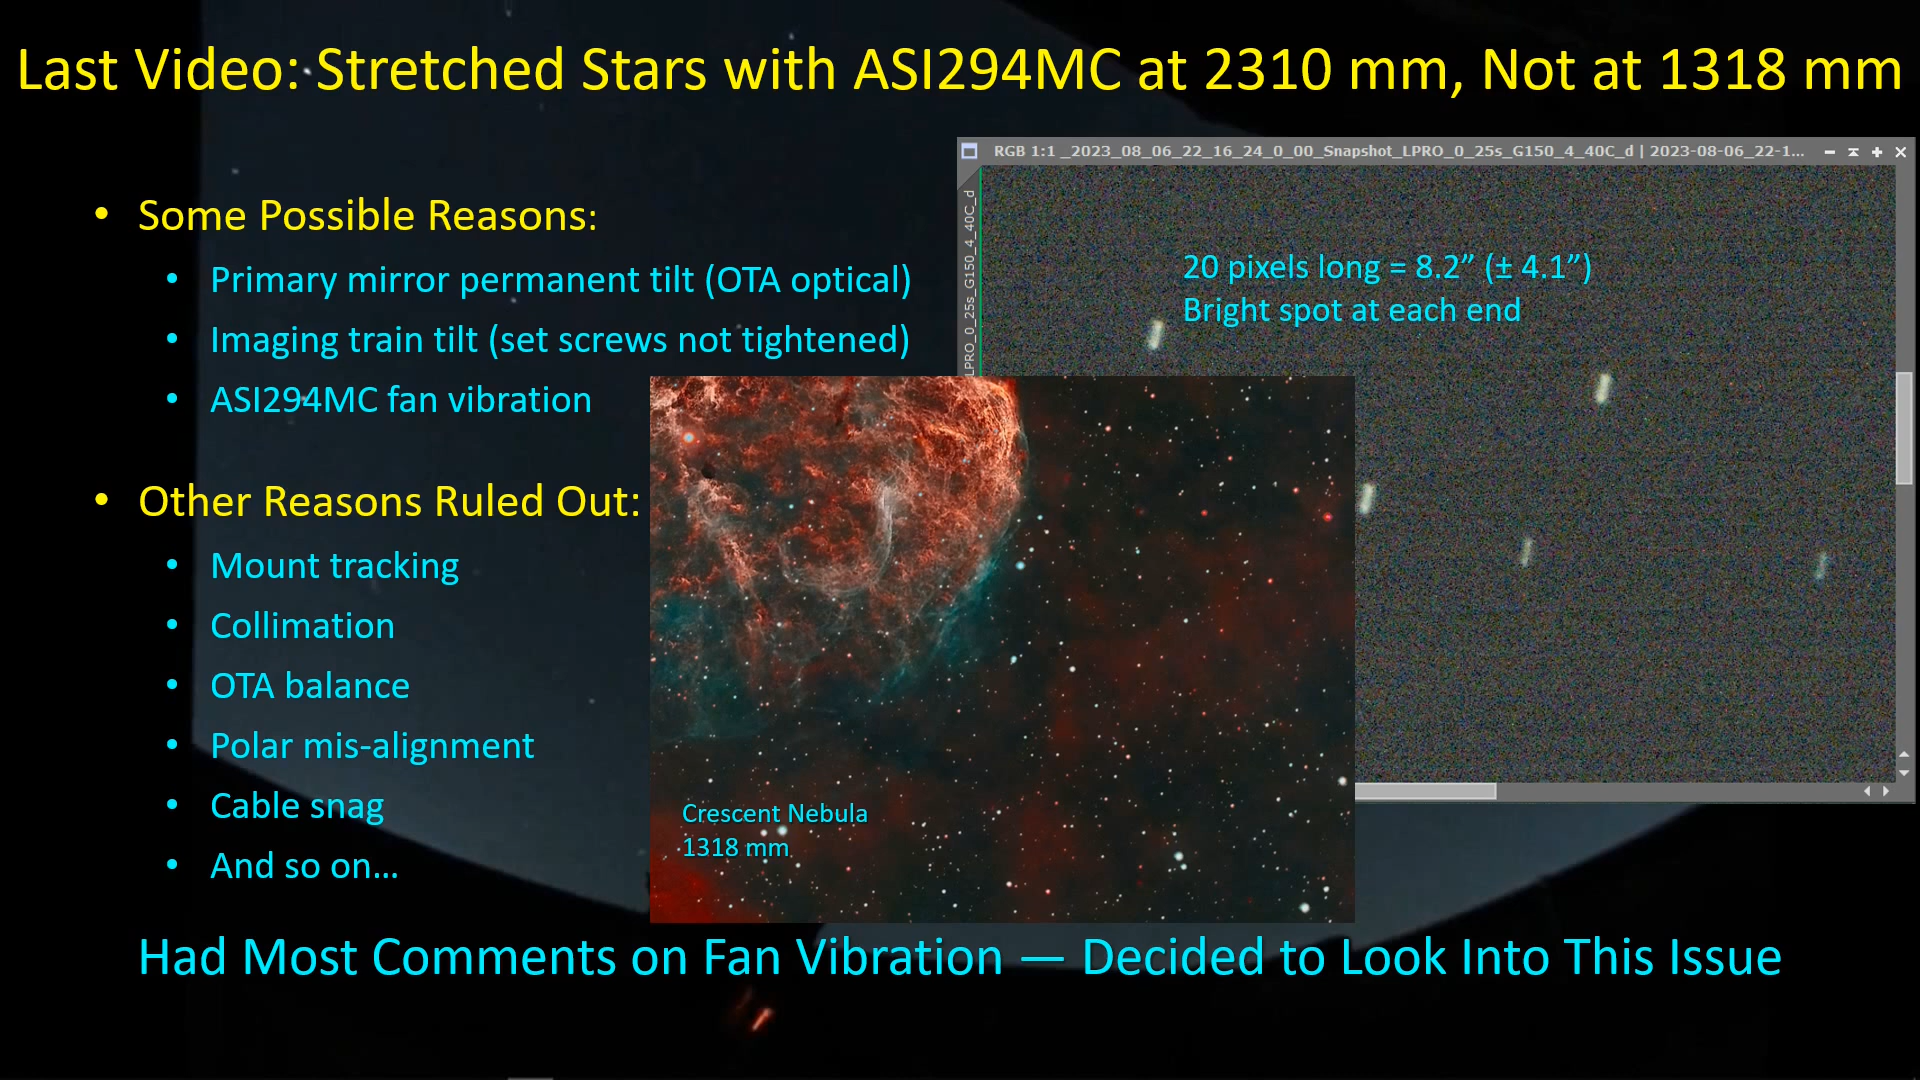 Last Video: Stretched Stars with ASI294MC at 2310 mm, Not at 1318 mm
• Some Possible Reasons:
• Primary mirror permanent tilt (OTA optical)
• Imaging train tilt (set screws not tightened)
• ASI294MC fan vibration
• Other Reasons Ruled Out:
• Mount tracking
• Collimation
• OTA balance
• Polar mis-alignment
• Cable snag
• And so on…
RGB 1:1 _2023_08_06_22_16_24_0_00_Snapshot_LPRO_0_25s_G150_4_40C_d | 2023-08-06_22-1...
LPRO_0_25s_G150_4_40C_d
20 pixels long = 8.2” (± 4.1”)
Bright spot at each end
Crescent Nebula
1318 mm
Had Most Comments on Fan Vibration — Decided to Look Into This Issue